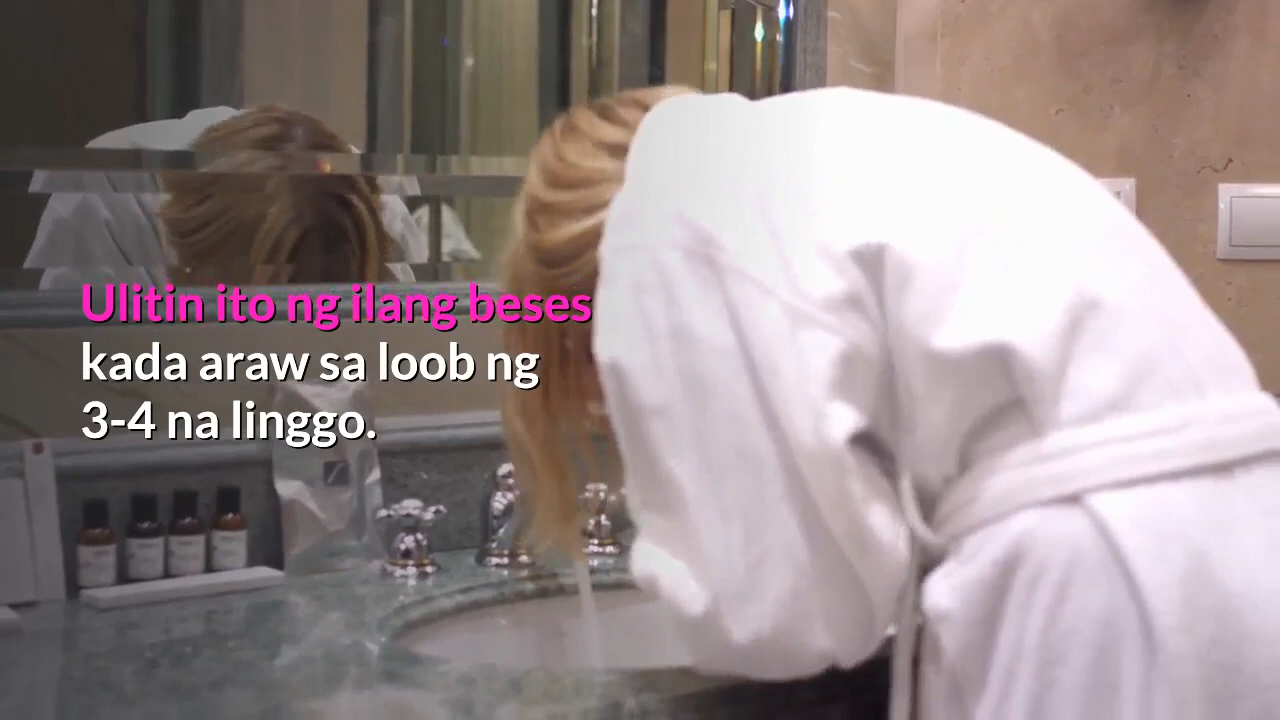 Ulitin ito ng ilang beses
kada araw sa loob ng
3-4 na linggo.